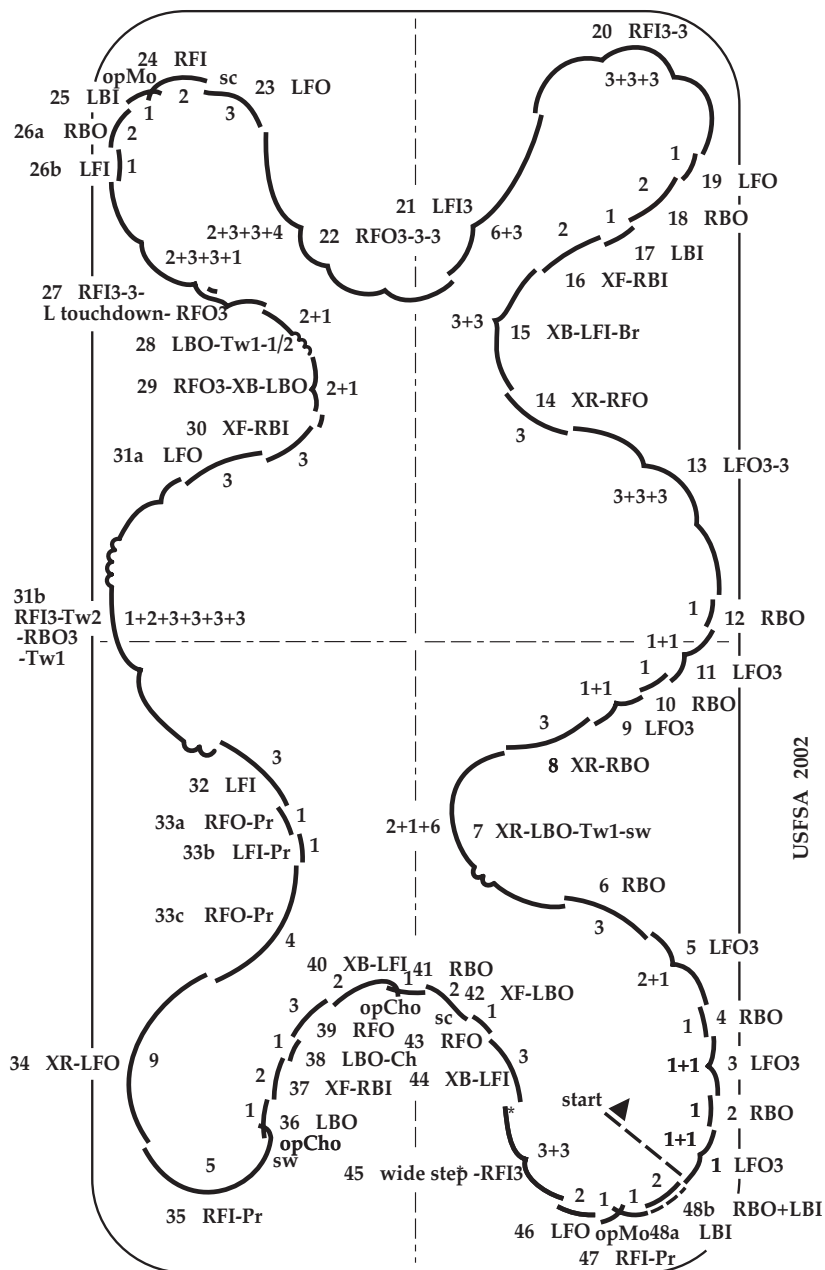 20 RFI3-3
24 RFI
opMo
sc
23 LFO
3+3+3
25 LBI
2
3
1
26a RBO
2
26b LFI
1
1
19 LFO
2
21 LFI3
1
18 RBO
2+3+3+4
22 RFO3-3-3
6+3
2
17 LBI
2+3+3+1
16 XF-RBI
27 RFI3-3-
L touchdown- RFO3
2+1
3+3
15 XB-LFI-Br
28 LBO-Tw1-1/2
29 RFO3-XB-LBO
2+1
14 XR-RFO
30 XF-RBI
3
3
31a LFO
3
13 LFO3-3
3+3+3
31b
RFI3-Tw2
-RBO3
-Tw1
1+2+3+3+3+3
1
12 RBO
1+1
11 LFO3
1
10 RBO
1+1
9 LFO3
3
8 XR-RBO
3
32 LFI
USFSA 2002
33a RFO-Pr
1
2+1+6
7 XR-LBO-Tw1-sw
33b LFI-Pr
1
6 RBO
33c RFO-Pr
3
4
5 LFO3
2+1
40 XB-LFI
41 RBO
2
1
2
42 XF-LBO
opCho
sc
1
4 RBO
3
39 RFO
43 RFO
1
1
38 LBO-Ch
44 XB-LFI
3
1+1
3 LFO3
34 XR-LFO
9
2
37 XF-RBI
start
1
2 RBO
1
36 LBO
*
opCho
1+1
sw
3+3
1 LFO3
5
45 wide step -RFI3
*
2
48b RBO+LBI
35 RFI-Pr
2
1
1
46 LFO
opMo
48a LBI
47 RFI-Pr